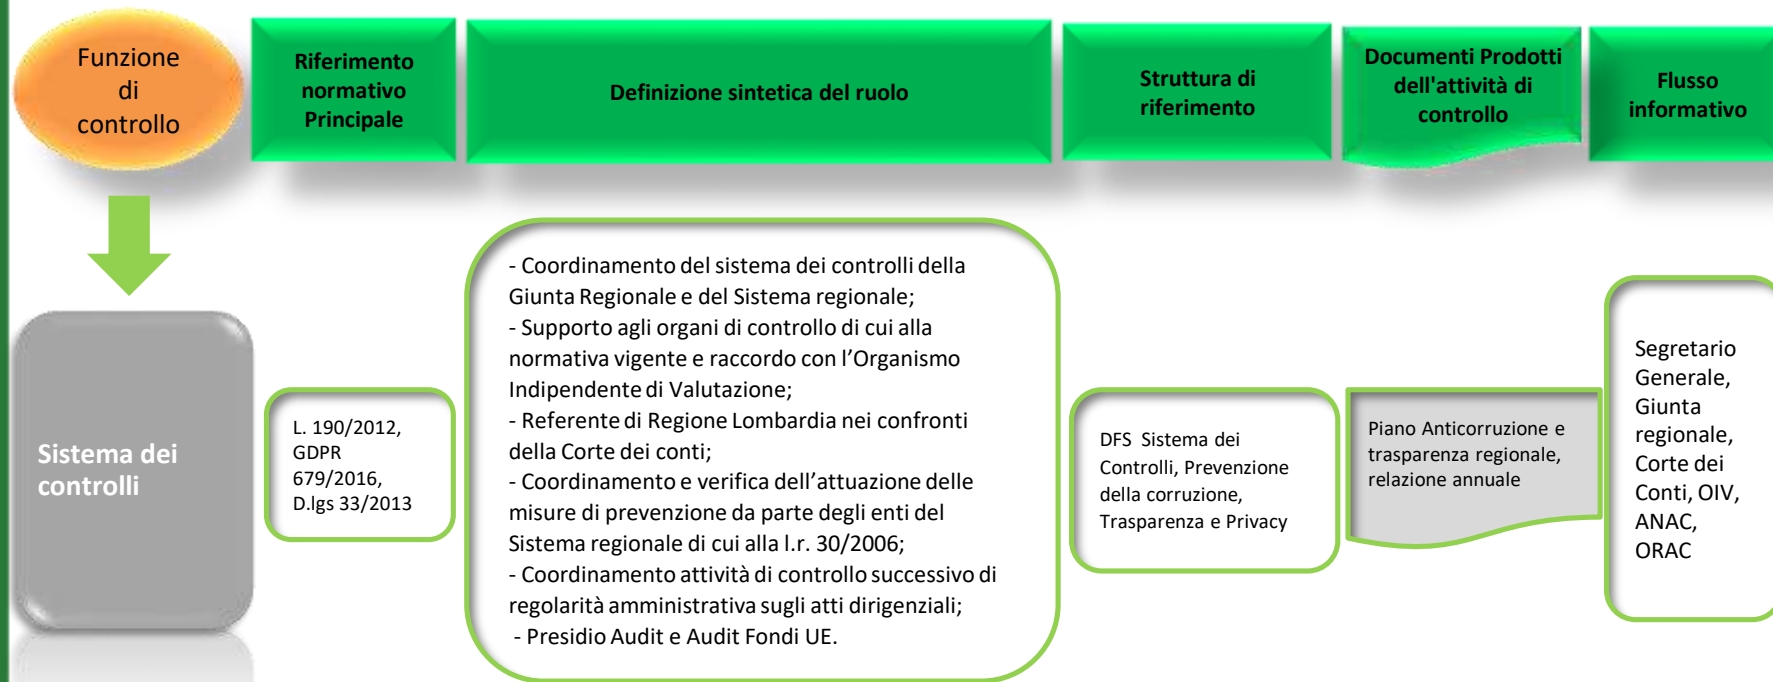 Funzione
di
controllo
Riferimento
normativo
Principale
Definizione sintetica del ruolo
Struttura di
riferimento
Documenti Prodotti
dell'attività di
controllo
Flusso
informativo
Sistema dei
controlli
L. 190/2012,
GDPR
679/2016,
D.lgs 33/2013
- Coordinamento del sistema dei controlli della
Giunta Regionale e del Sistema regionale;
- Supporto agli organi di controllo di cui alla
normativa vigente e raccordo con l’Organismo
Indipendente di Valutazione;
- Referente di Regione Lombardia nei confronti
della Corte dei conti;
- Coordinamento e verifica dell’attuazione delle
misure di prevenzione da parte degli enti del
Sistema regionale di cui alla l.r. 30/2006;
- Coordinamento attività di controllo successivo di
regolarità amministrativa sugli atti dirigenziali;
- Presidio Audit e Audit Fondi UE.
DFS Sistema dei
Controlli, Prevenzione
della corruzione,
Trasparenza e Privacy
Piano Anticorruzione e
trasparenza regionale,
relazione annuale
Segretario
Generale,
Giunta
regionale,
Corte dei
Conti, OIV,
ANAC,
ORAC